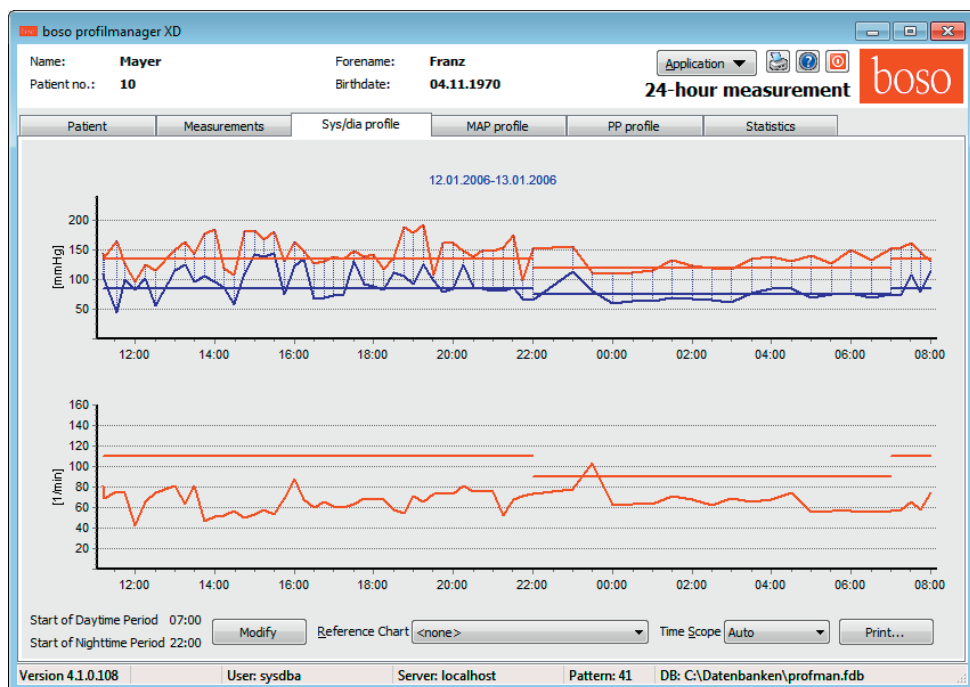 boso boso profilmanager XD
Name: Mayer Forename: Franz Application
Patient no.: 10 Birthdate: 04.11.1970 24-hour measurement boso
Patient Measurements Sys/dia profile MAP profile PP profile Statistics
12.01.2006-13.01.2006
[mmHg]
200
150
100
50
12:00 14:00 16:00 18:00 20:00 22:00 00:00 02:00 04:00 06:00 08:00
[1/min]
160
140
120
100
80
60
40
20
12:00 14:00 16:00 18:00 20:00 22:00 00:00 02:00 04:00 06:00 08:00
Start of Daytime Period 07:00
Start of Nighttime Period 22:00
Modify Reference Chart <none> Time Scope Auto Print...
Version 4.1.0.108 User: sysdba Server: localhost Pattern: 41 DB: C:\Datenbanken\profman.fdb